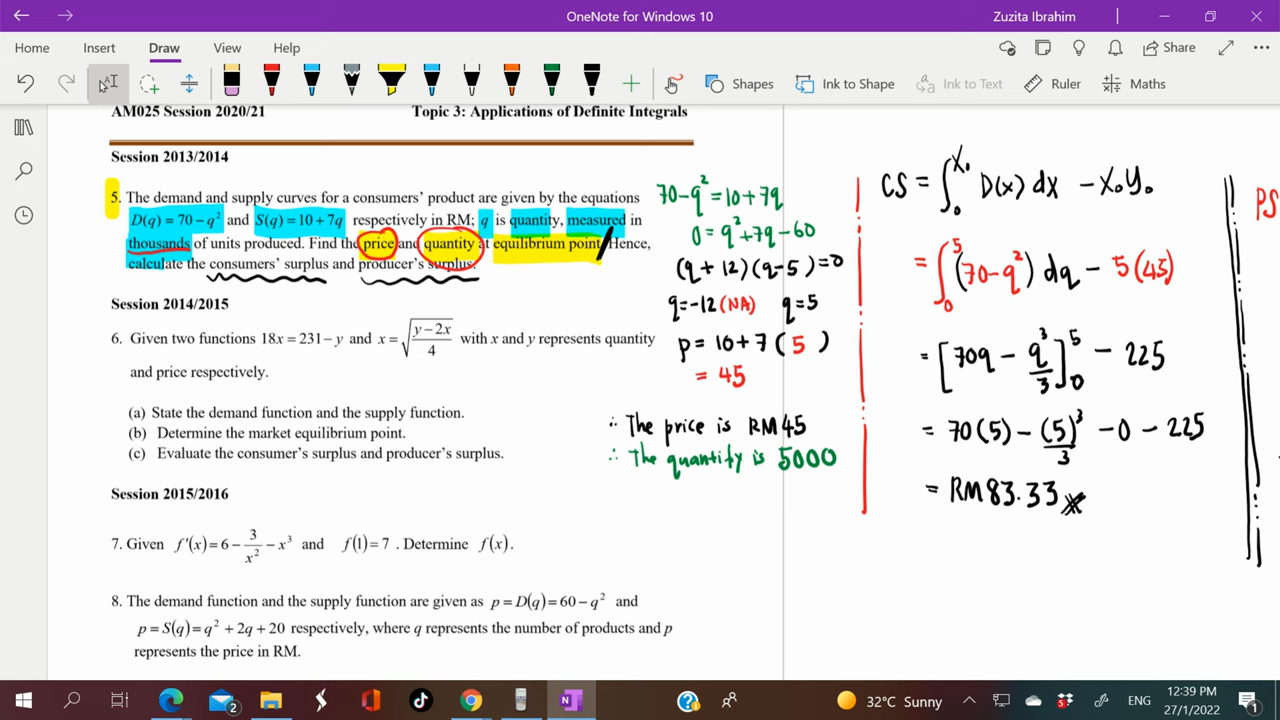 OneNote for Windows 10
Zuzita Ibrahim
Home Insert Draw View Help
Share
Shapes Ink to Shape Ink to Text Ruler Maths
AM025 Session 2020/21 Topic 3: Applications of Definite Integrals
Session 2013/2014
5. The demand and supply curves for a consumers' product are given by the equations
D(q) = 70 – q² and S(q) = 10 + 7q respectively in RM; q is quantity, measured in
thousands of units produced. Find the price and quantity at equilibrium point. Hence,
calculate the consumers' surplus and producer's surplus.
Session 2014/2015
6. Given two functions 18x = 231 – y and x = √((y – 2x)/4) with x and y represents quantity
and price respectively.
(a) State the demand function and the supply function.
(b) Determine the market equilibrium point.
(c) Evaluate the consumer's surplus and producer's surplus.
Session 2015/2016
7. Given f'(x) = 6 – 3/x² – x³ and f(1) = 7 . Determine f(x).
8. The demand function and the supply function are given as p = D(q) = 60 – q² and
p = S(q) = q² + 2q + 20 respectively, where q represents the number of products and p
represents the price in RM.
70 – q² = 10 + 7q
0 = q² + 7q – 60
(q + 12)(q – 5) = 0
q = –12 (NA) q = 5
p = 10 + 7(5)
= 45
∴ The price is RM45
∴ The quantity is 5000
CS = ∫₀^X₀ D(x) dx – X₀Y₀
= ∫₀⁵ (70 – q²) dq – 5(45)
= [70q – q³/3]₀⁵ – 225
= 70(5) – (5)³/3 – 0 – 225
= RM83.33
PS
2
5
32°C Sunny
ENG
12:39 PM
27/1/2022
1